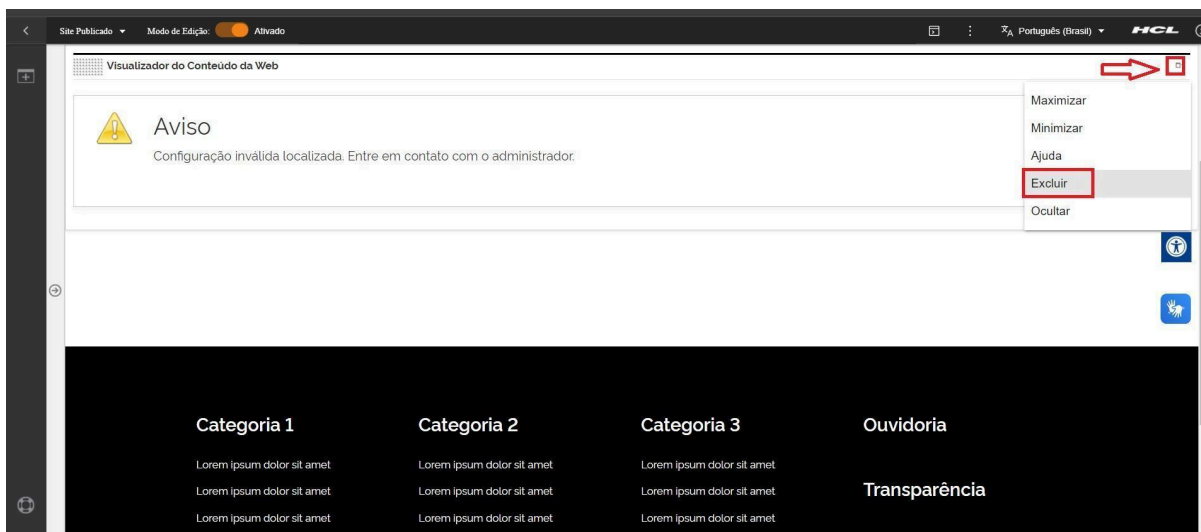 Site Publicado Modo de Edição: Ativado Português (Brasil) HCL
Visualizador do Conteúdo da Web
Aviso
Configuração inválida localizada. Entre em contato com o administrador.
Maximizar
Minimizar
Ajuda
Excluir
Ocultar
Categoria 1 Categoria 2 Categoria 3 Ouvidoria
Lorem ipsum dolor sit amet Lorem ipsum dolor sit amet Lorem ipsum dolor sit amet
Lorem ipsum dolor sit amet Lorem ipsum dolor sit amet Lorem ipsum dolor sit amet Transparência
Lorem ipsum dolor sit amet Lorem ipsum dolor sit amet Lorem ipsum dolor sit amet